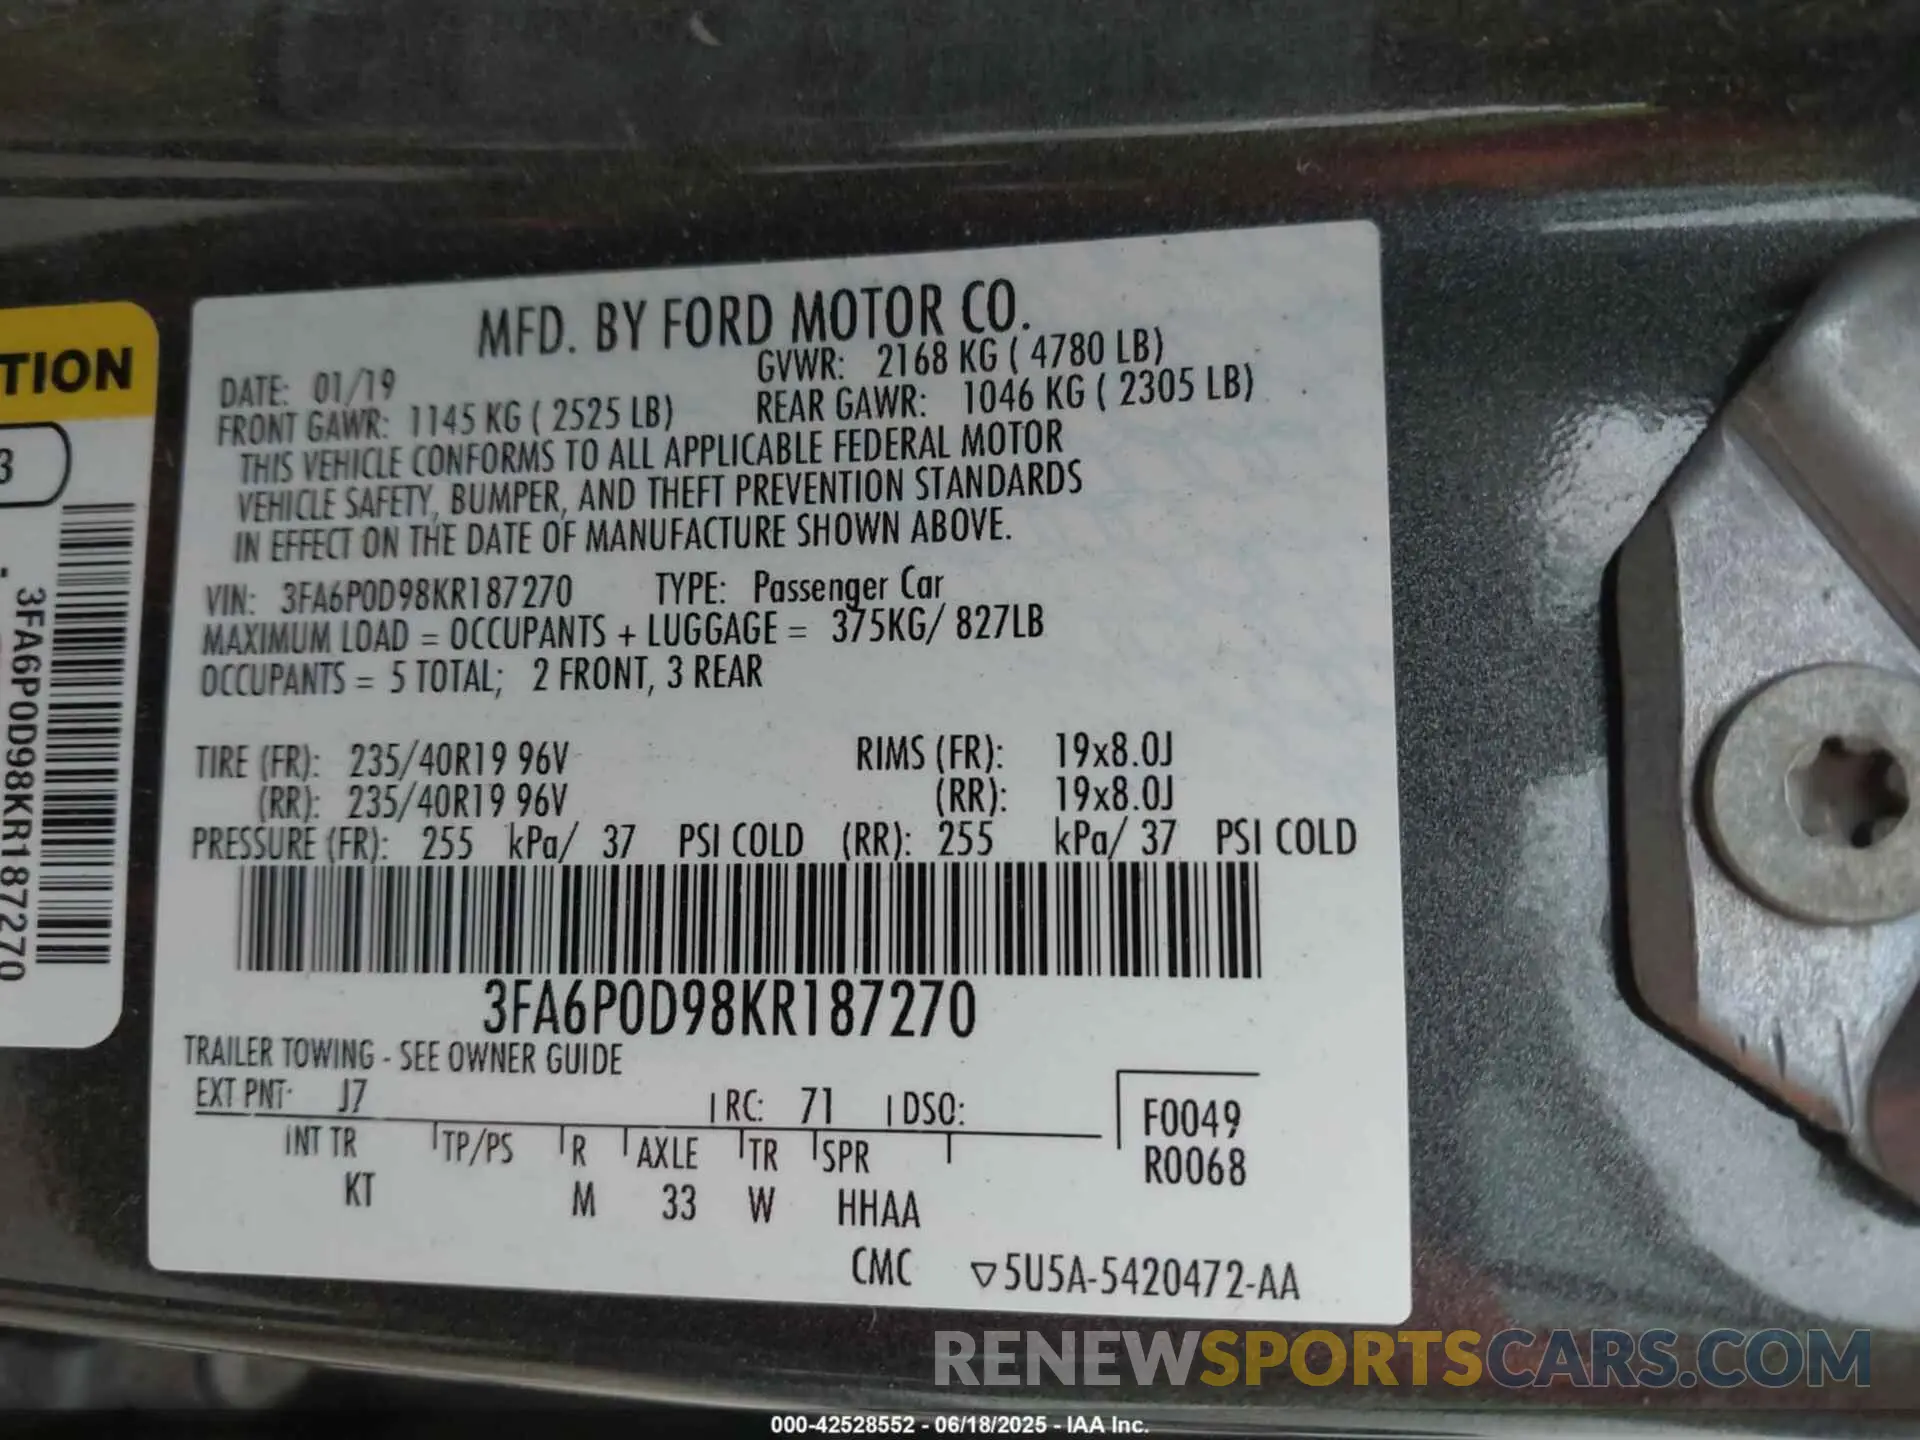 MFD. BY FORD MOTOR CO.
DATE: 01/19 GVWR: 2168 KG ( 4780 LB)
FRONT GAWR: 1145 KG ( 2525 LB) REAR GAWR: 1046 KG ( 2305 LB)
THIS VEHICLE CONFORMS TO ALL APPLICABLE FEDERAL MOTOR
VEHICLE SAFETY, BUMPER, AND THEFT PREVENTION STANDARDS
IN EFFECT ON THE DATE OF MANUFACTURE SHOWN ABOVE.
VIN: 3FA6P0D98KR187270 TYPE: Passenger Car
MAXIMUM LOAD = OCCUPANTS + LUGGAGE = 375KG/ 827LB
OCCUPANTS = 5 TOTAL; 2 FRONT, 3 REAR
TIRE (FR): 235/40R19 96V RIMS (FR): 19x8.0J
(RR): 235/40R19 96V (RR): 19x8.0J
PRESSURE (FR): 255 kPa/ 37 PSI COLD (RR): 255 kPa/ 37 PSI COLD
3FA6P0D98KR187270
TRAILER TOWING - SEE OWNER GUIDE
EXT PNT: J7 RC: 71 DSO:
INT TR TP/PS R AXLE TR SPR
KT M 33 W HHAA
F0049
R0068
CMC ▽5U5A-5420472-AA
TION
3
3FA6P0D98KR187270
RENEWSPORTSCARS.COM
000-42528552 - 06/18/2025 - IAA Inc.